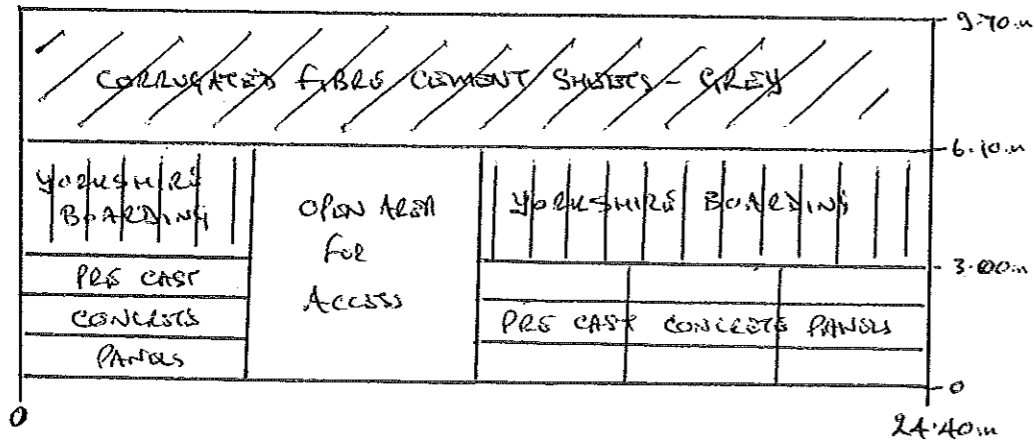 9.70m
CORRUGATED FIBRE CEMENT SHEETS - GREY
6.10m
YORKSHIRE
BOARDING
OPEN AREA
FOR
ACCESS
YORKSHIRE BOARDING
3.00m
PRE CAST
CONCRETE
PANELS
PRE CAST CONCRETE PANELS
0
0
24.40m